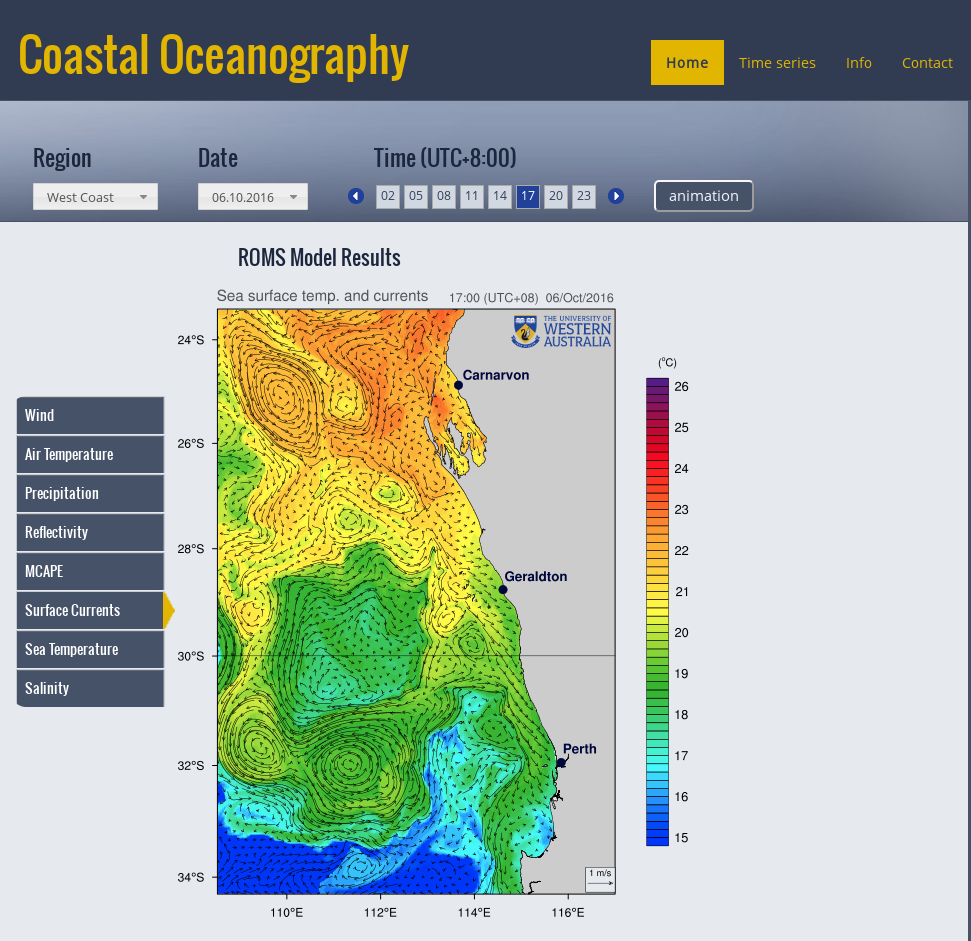 Coastal Oceanography
Home Time series Info Contact
Region Date Time (UTC+8:00)
West Coast 06.10.2016 02 05 08 11 14 17 20 23 animation
ROMS Model Results
Sea surface temp. and currents 17:00 (UTC+08) 06/Oct/2016
THE UNIVERSITY OF
WESTERN
AUSTRALIA
24°S
Carnarvon
26°S
28°S
Geraldton
30°S
Perth
32°S
34°S
1 m/s
110°E 112°E 114°E 116°E
(°C)
26
25
24
23
22
21
20
19
18
17
16
15
Wind
Air Temperature
Precipitation
Reflectivity
MCAPE
Surface Currents
Sea Temperature
Salinity